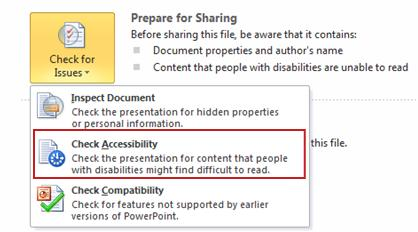 Prepare for Sharing
Before sharing this file, be aware that it contains:
Document properties and author's name
Content that people with disabilities are unable to read
Check for
Issues
Inspect Document
Check the presentation for hidden properties
or personal information.
Check Accessibility
Check the presentation for content that people
with disabilities might find difficult to read.
this file.
Check Compatibility
Check for features not supported by earlier
versions of PowerPoint.